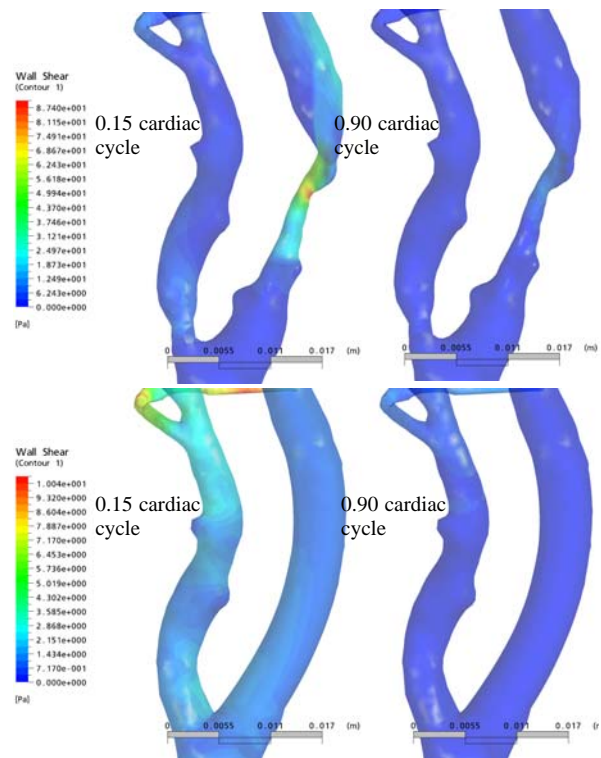 Wall Shear
(Contour 1)
8.740e+001
8.115e+001
7.491e+001
6.867e+001
6.243e+001
5.618e+001
4.994e+001
4.370e+001
3.746e+001
3.121e+001
2.497e+001
1.873e+001
1.249e+001
6.243e+000
0.000e+000
[Pa]
0.15 cardiac
cycle
0.90 cardiac
cycle
0 0.0055 0.011 0.017 (m)
0 0.0055 0.011 0.017
Wall Shear
(Contour 1)
1.004e+001
9.320e+000
8.604e+000
7.887e+000
7.170e+000
6.453e+000
5.736e+000
5.019e+000
4.302e+000
3.585e+000
2.868e+000
2.151e+000
1.434e+000
7.170e-001
0.000e+000
[Pa]
0.15 cardiac
cycle
0.90 cardiac
cycle
0 0.0055 0.011 0.017 (m)
0 0.0055 0.011 0.017